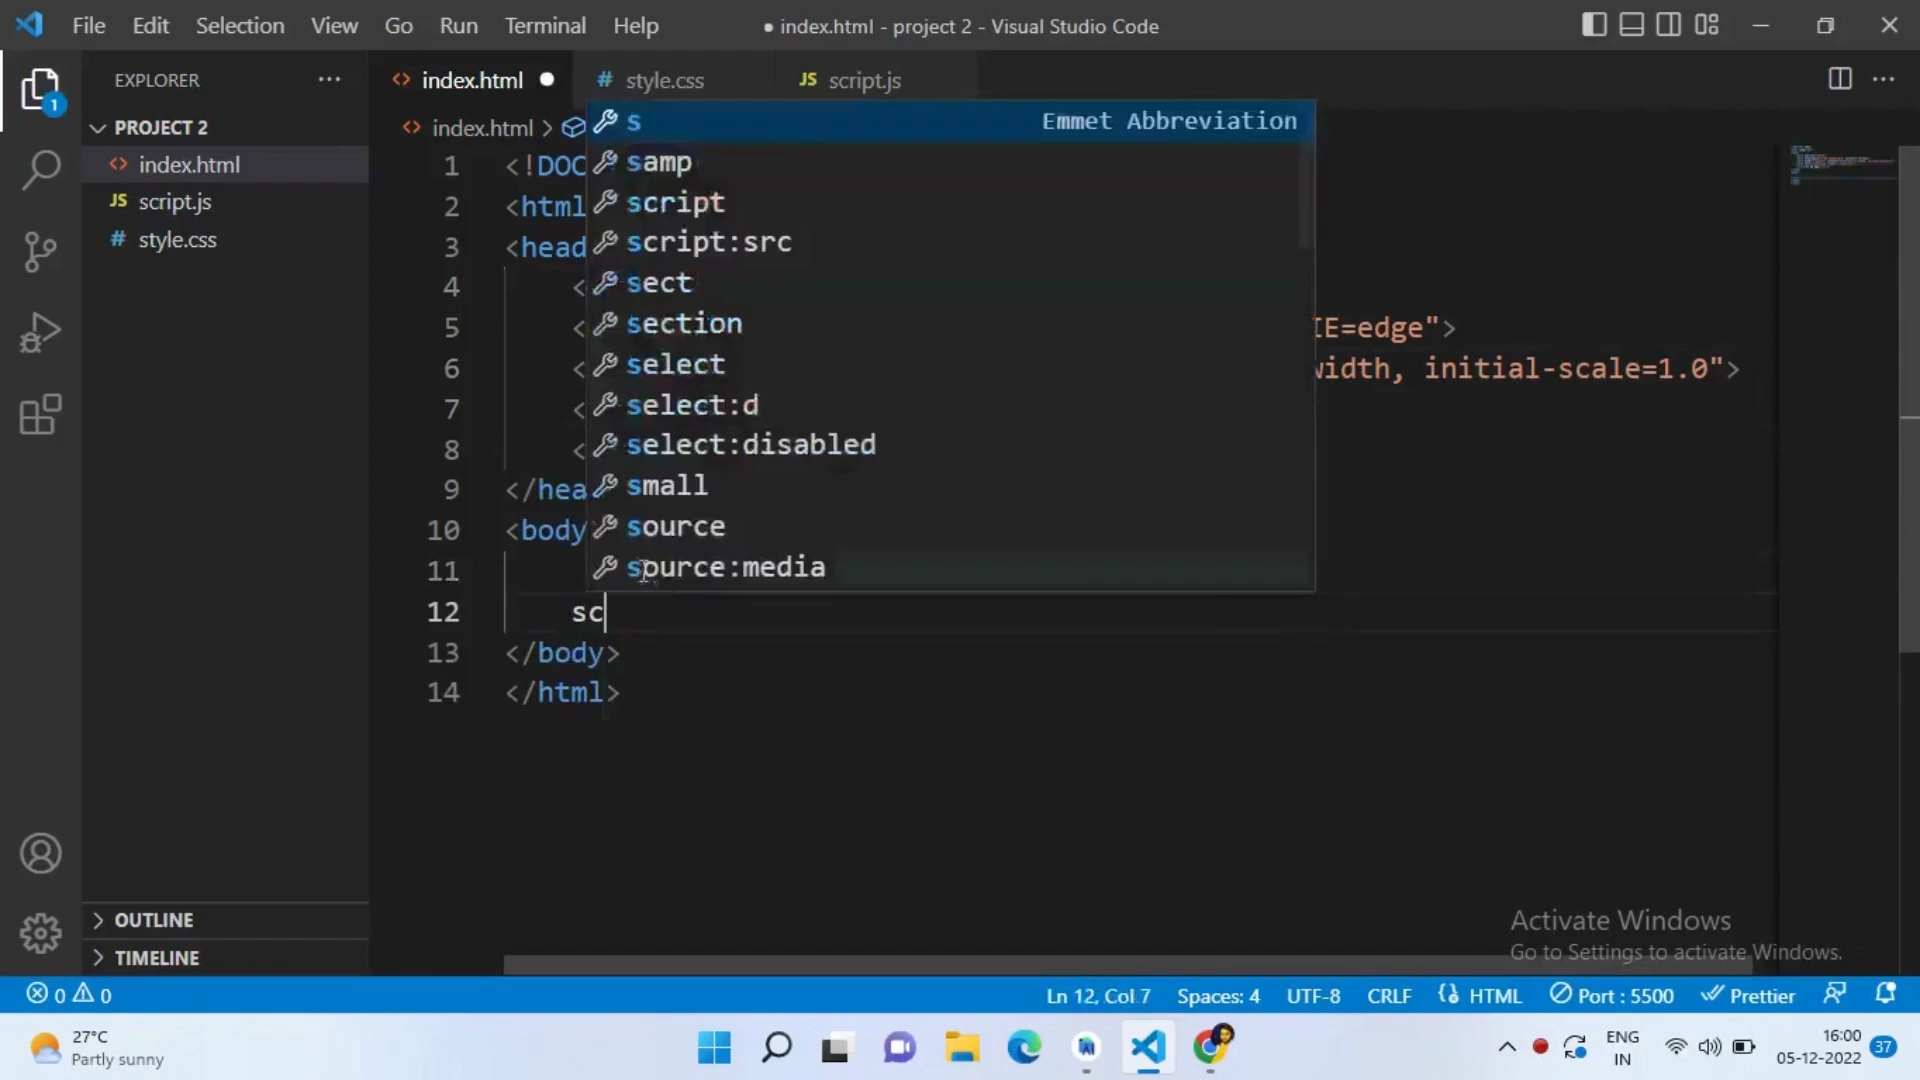 File Edit Selection View Go Run Terminal Help
● index.html - project 2 - Visual Studio Code
EXPLORER
1
PROJECT 2
index.html
JS script.js
# style.css
OUTLINE
TIMELINE
<> index.html ●
# style.css
JS script.js
<> index.html >
1 <!DOC
2 <html
3 <head
4 <
5 < IE=edge">
6 < width, initial-scale=1.0">
7 <
8 <
9 </hea
10 <body
11
12 sc
13 </body>
14 </html>
s Emmet Abbreviation
samp
script
script:src
sect
section
select
select:d
select:disabled
small
source
source:media
Activate Windows
Go to Settings to activate Windows.
0 0
Ln 12, Col 7 Spaces: 4 UTF-8 CRLF HTML Port : 5500 Prettier
27°C
Partly sunny
ENG
IN
16:00
05-12-2022
37